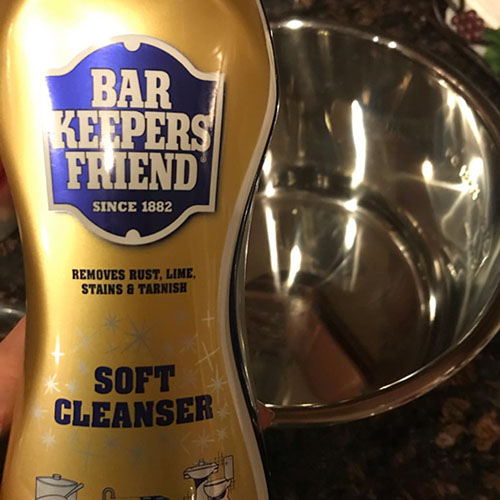 BAR
KEEPERS
FRIEND
SINCE 1882
REMOVES RUST, LIME,
STAINS & TARNISH
SOFT
CLEANSER